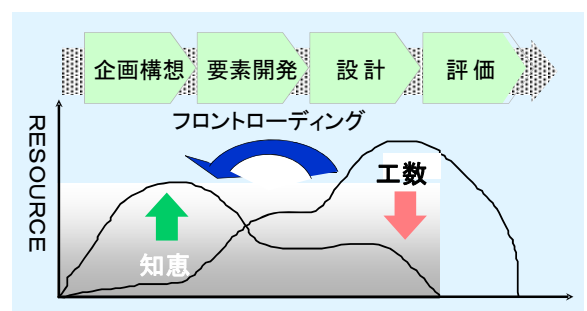 企画構想
要素開発
設計
評価
フロントローディング
RESOURCE
工数
知恵